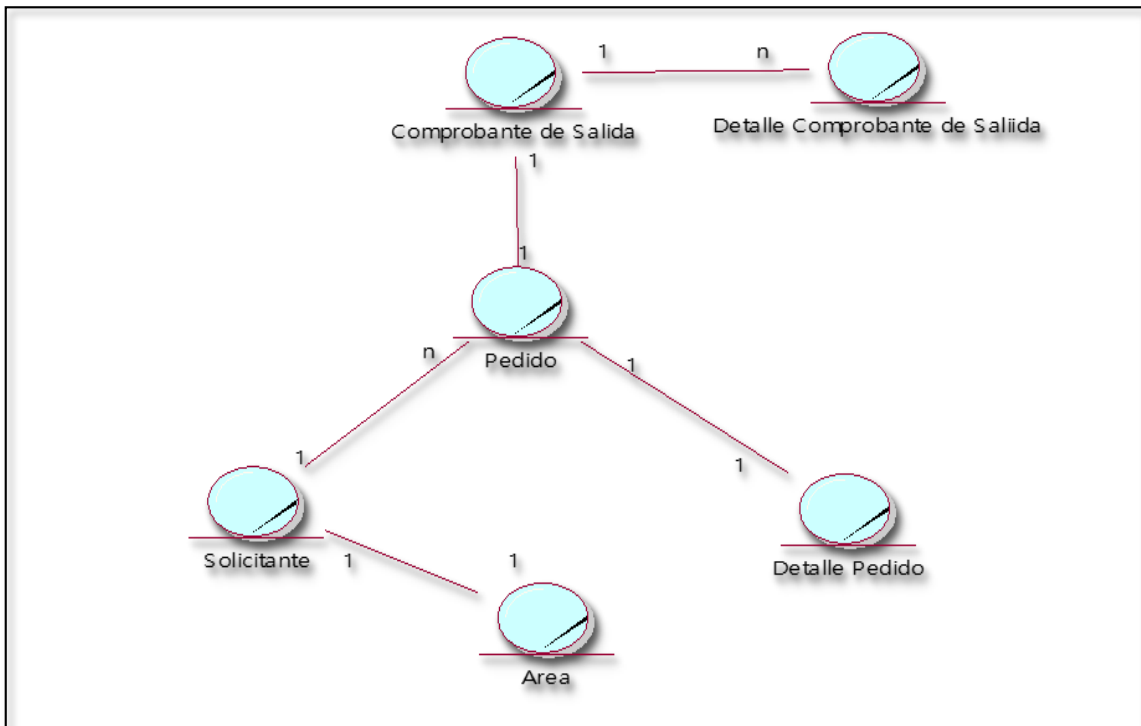 1 n
Comprobante de Salida
Detalle Comprobante de Saliida
1
1
Pedido
n
1
1
1
Solicitante
Detalle Pedido
1 1
Area